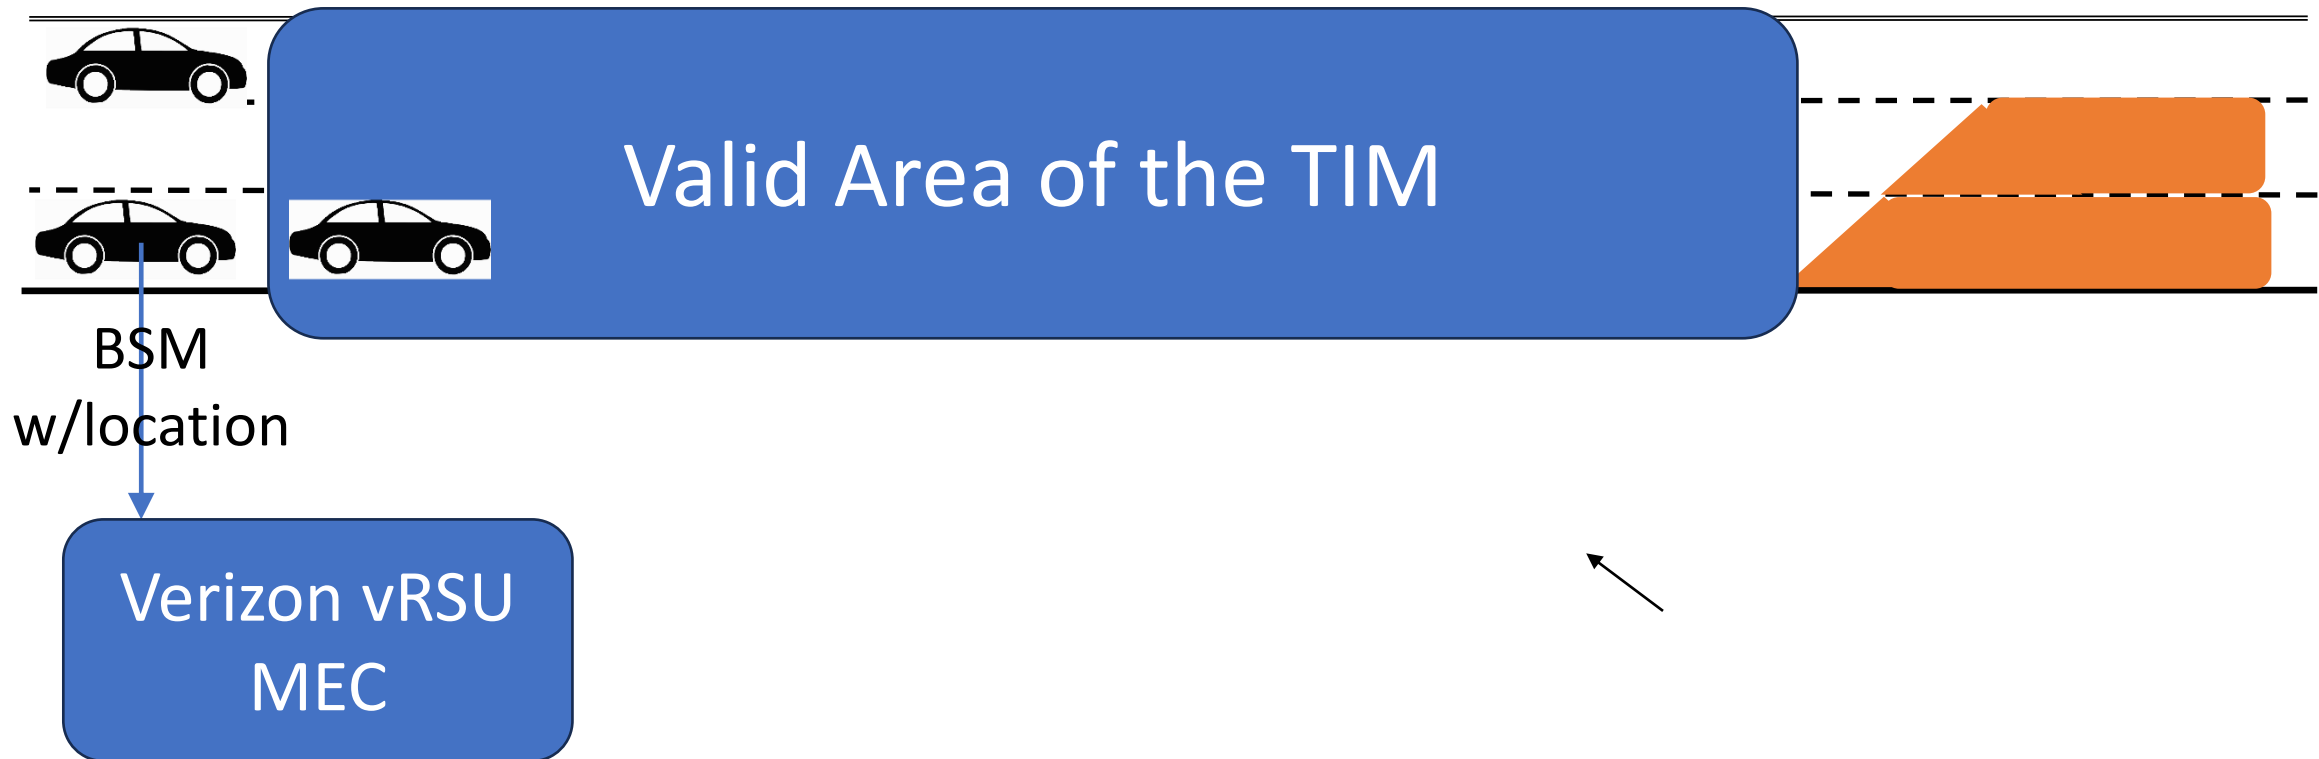 Valid Area of the TIM
BSM
w/location
Verizon vRSU
MEC